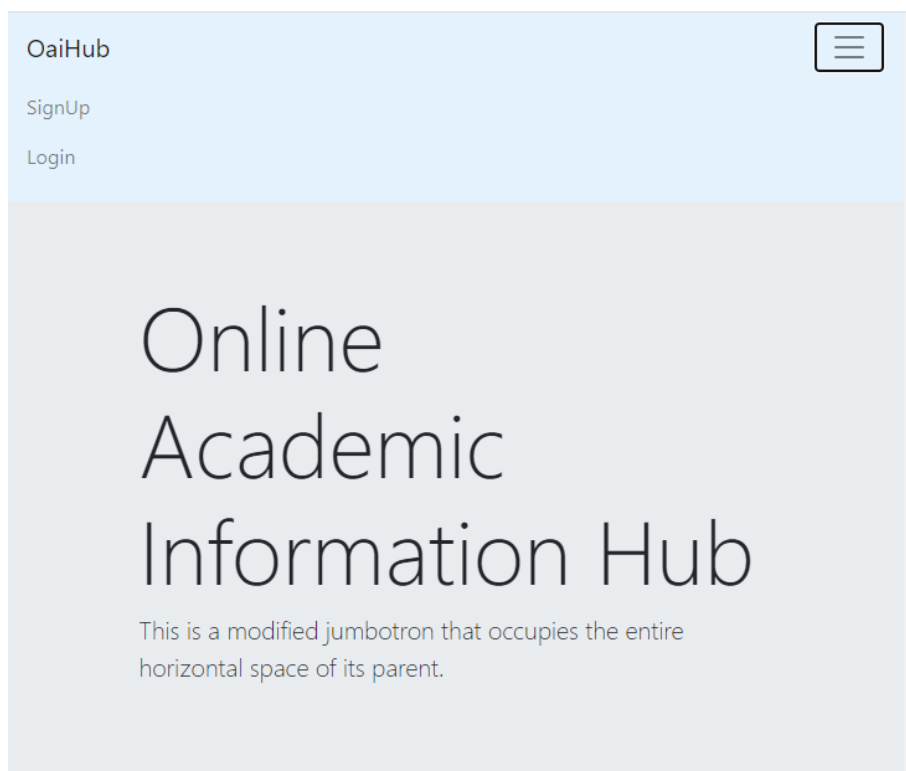 OaiHub
SignUp
Login
Online
Academic
Information Hub
This is a modified jumbotron that occupies the entire
horizontal space of its parent.